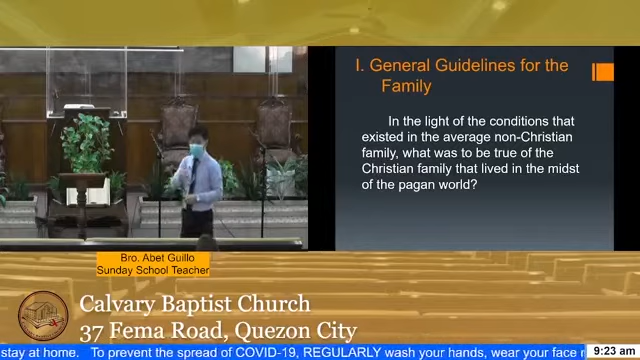 I. General Guidelines for the
Family
In the light of the conditions that
existed in the average non-Christian
family, what was to be true of the
Christian family that lived in the midst
of the pagan world?
Bro. Abet Guillo
Sunday School Teacher
Calvary Baptist Church
37 Fema Road, Quezon City
stay at home. To prevent the spread of COVID-19, REGULARLY wash your hands, wear your face
9:23 am